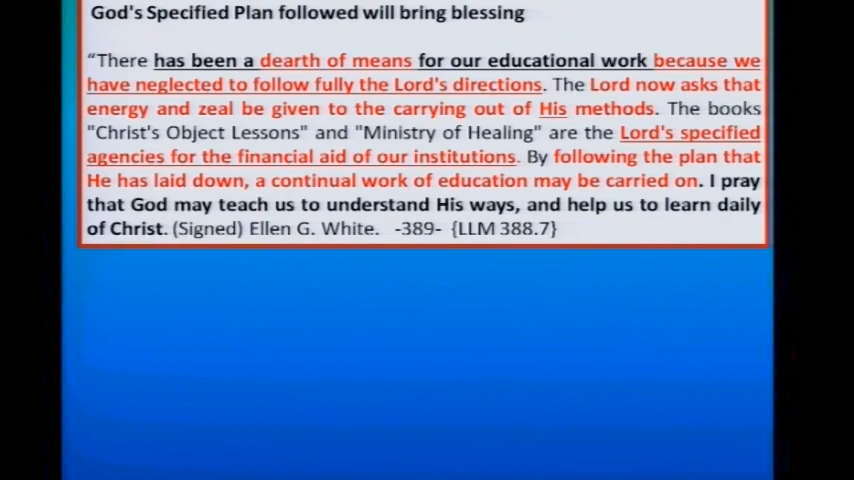 God's Specified Plan followed will bring blessing
“There has been a dearth of means for our educational work because we
have neglected to follow fully the Lord's directions. The Lord now asks that
energy and zeal be given to the carrying out of His methods. The books
"Christ's Object Lessons" and "Ministry of Healing" are the Lord's specified
agencies for the financial aid of our institutions. By following the plan that
He has laid down, a continual work of education may be carried on. I pray
that God may teach us to understand His ways, and help us to learn daily
of Christ. (Signed) Ellen G. White. -389- {LLM 388.7}